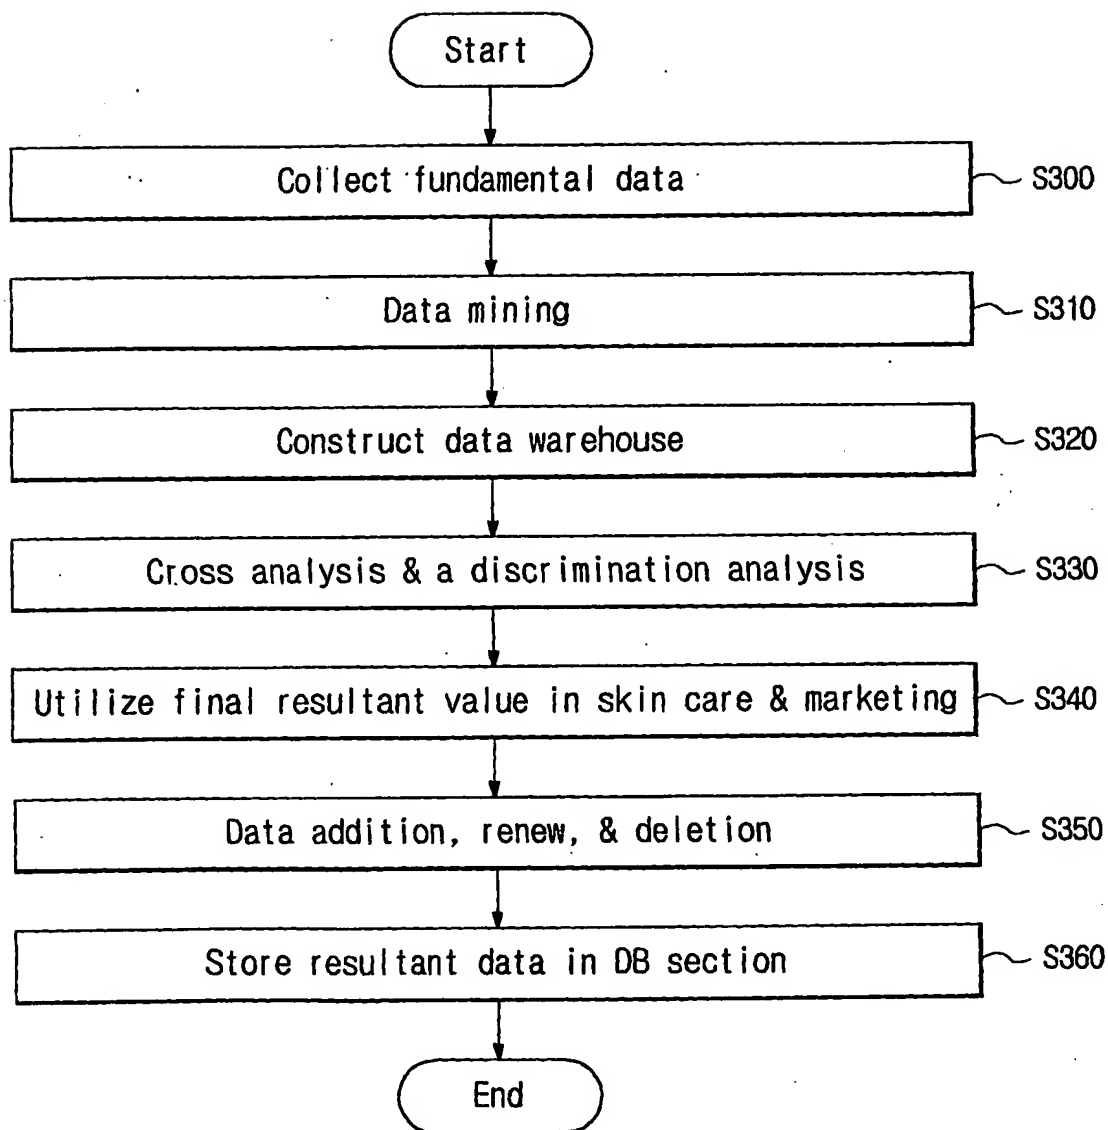 Start
Collect fundamental data
S300
Data mining
S310
Construct data warehouse
S320
Cross analysis & a discrimination analysis
S330
Utilize final resultant value in skin care & marketing
S340
Data addition, renew, & deletion
S350
Store resultant data in DB section
S360
End